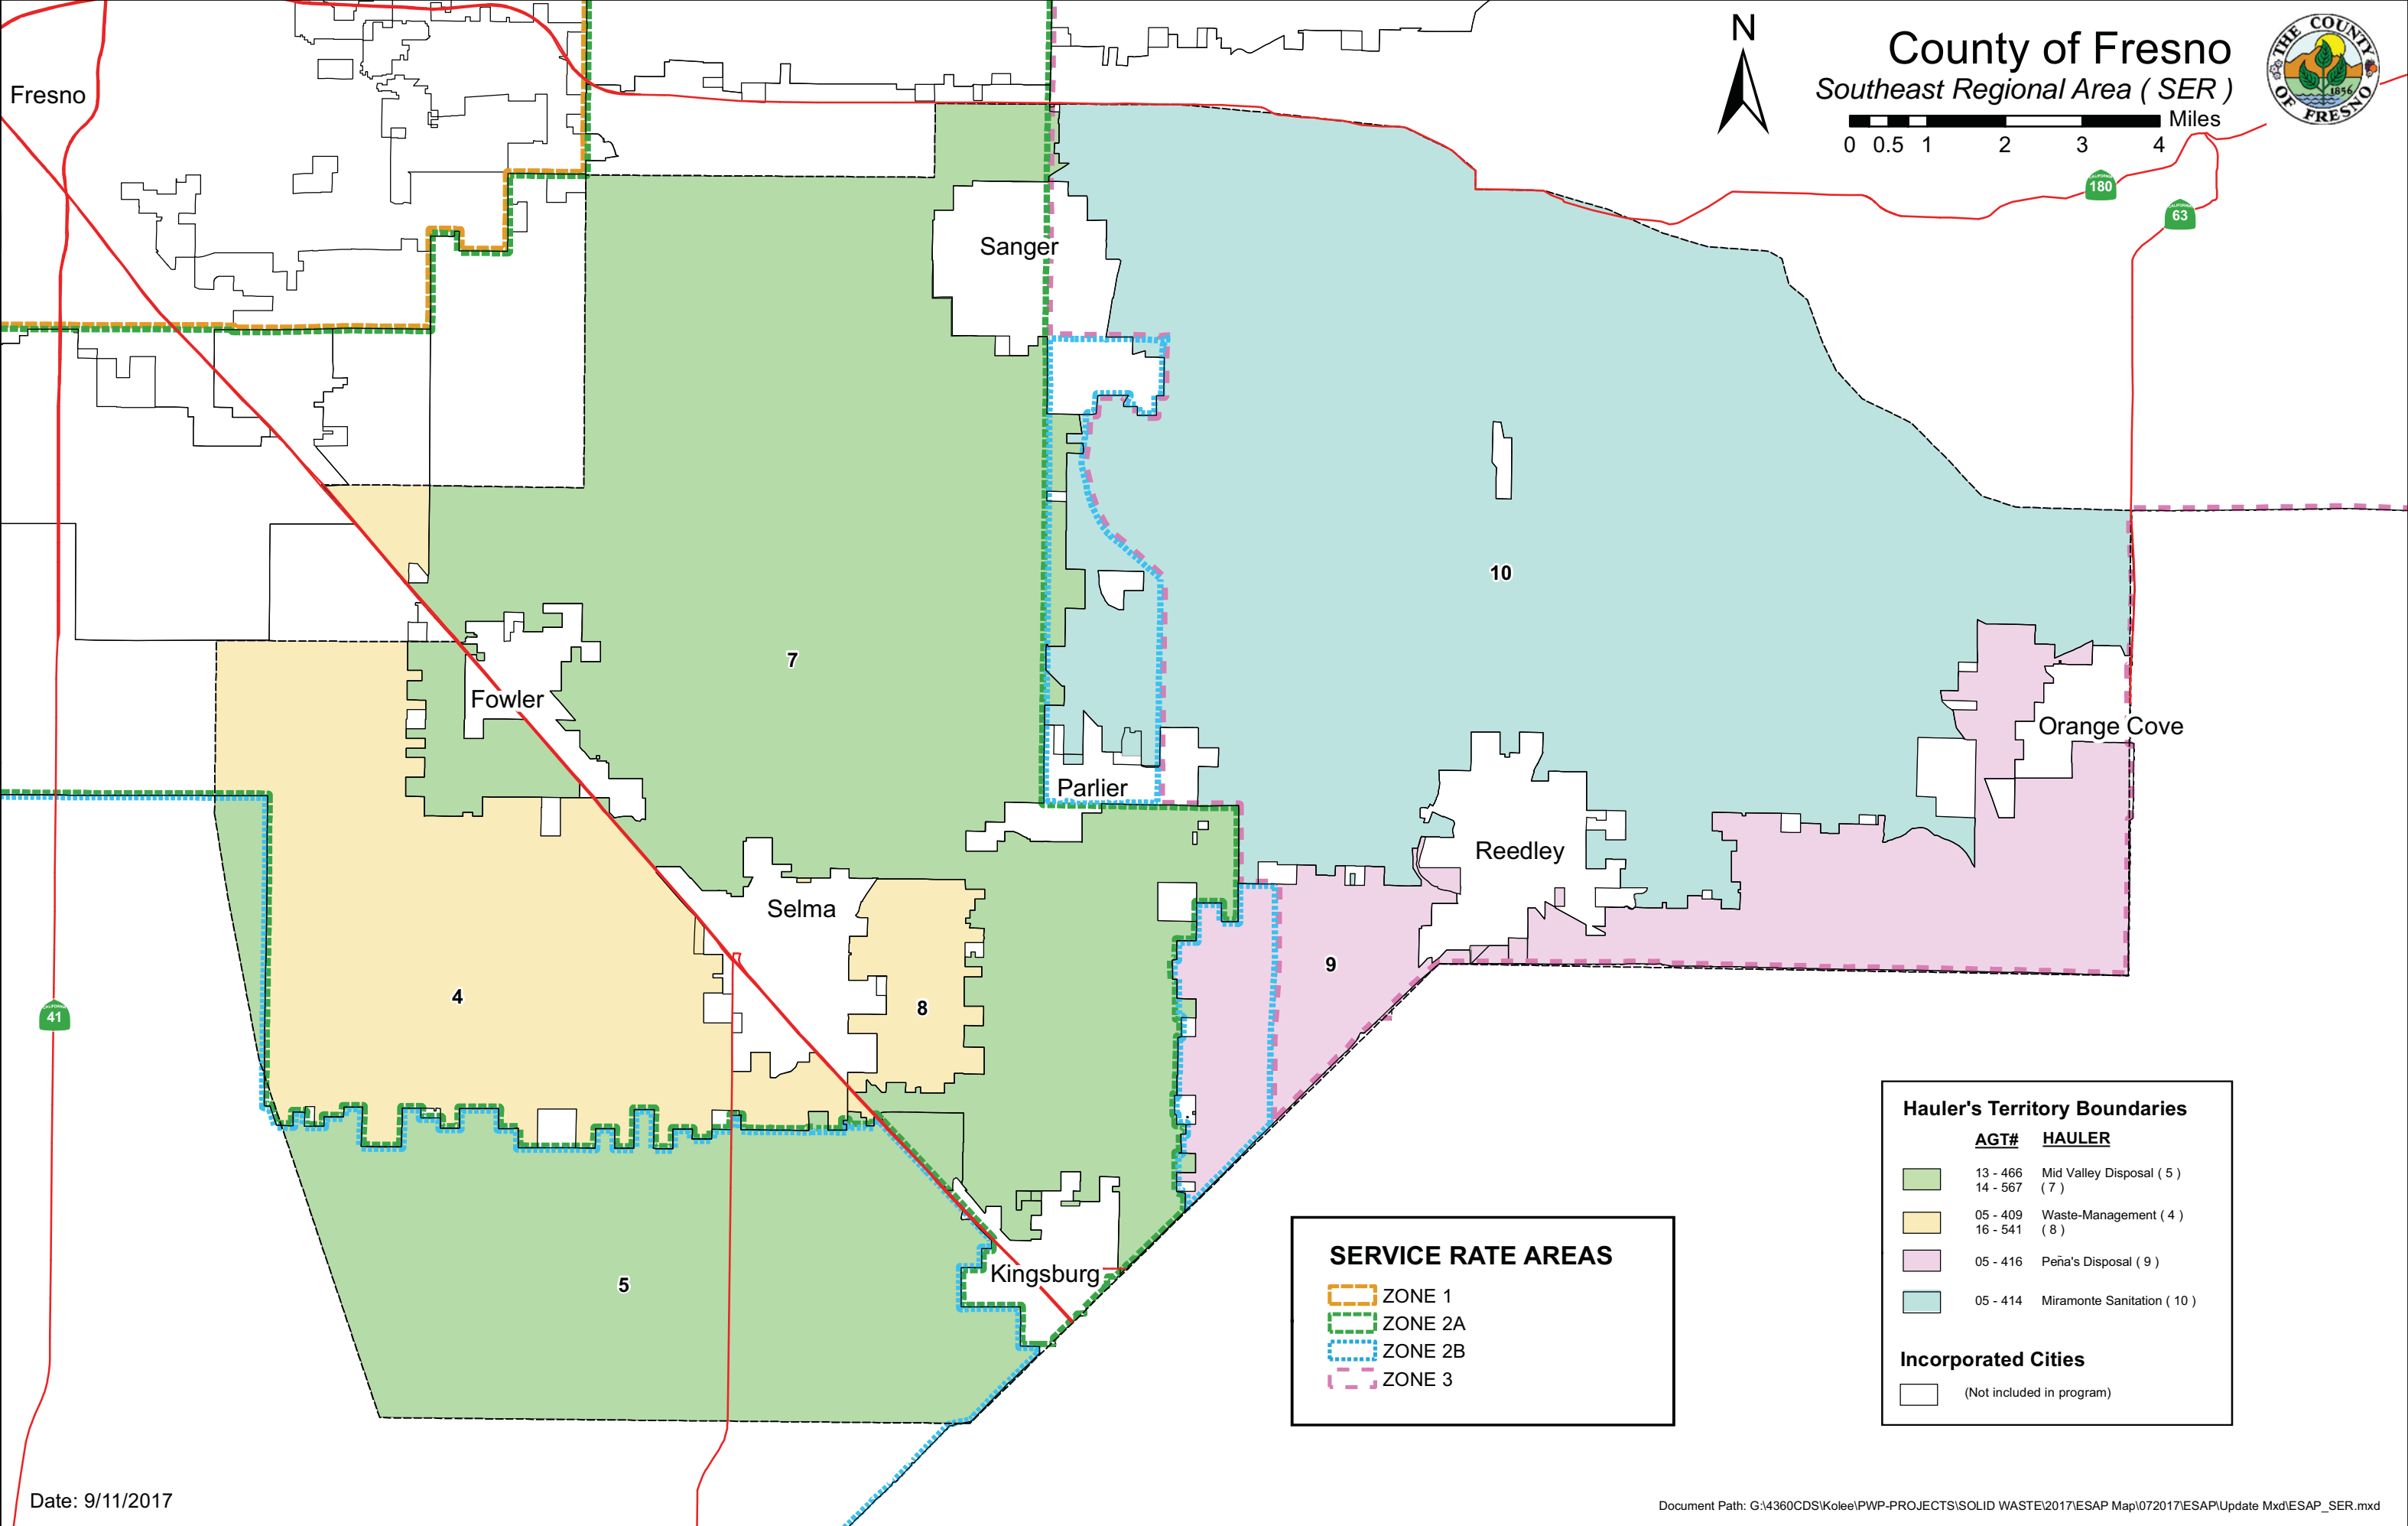 N
County of Fresno
Southeast Regional Area ( SER )
Miles
0 0.5 1 2 3 4
THE COUNTY OF FRESNO
1856
Fresno
CALIFORNIA
180
CALIFORNIA
63
Sanger
10
7
Fowler
Orange Cove
Parlier
Reedley
Selma
9
4
8
CALIFORNIA
41
Kingsburg
5
SERVICE RATE AREAS
ZONE 1
ZONE 2A
ZONE 2B
ZONE 3
Hauler's Territory Boundaries
AGT# HAULER
13 - 466 Mid Valley Disposal ( 5 )
14 - 567 ( 7 )
05 - 409 Waste-Management ( 4 )
16 - 541 ( 8 )
05 - 416 Peña's Disposal ( 9 )
05 - 414 Miramonte Sanitation ( 10 )
Incorporated Cities
(Not included in program)
Date: 9/11/2017
Document Path: G:\4360CDS\Kolee\PWP-PROJECTS\SOLID WASTE\2017\ESAP Map\072017\ESAP\Update Mxd\ESAP_SER.mxd